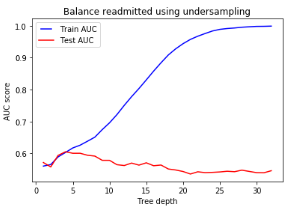 Balance readmitted using undersampling
1.0
Train AUC
Test AUC
0.9
0.8
0.7
0.6
AUC score
0 5 10 15 20 25 30
Tree depth